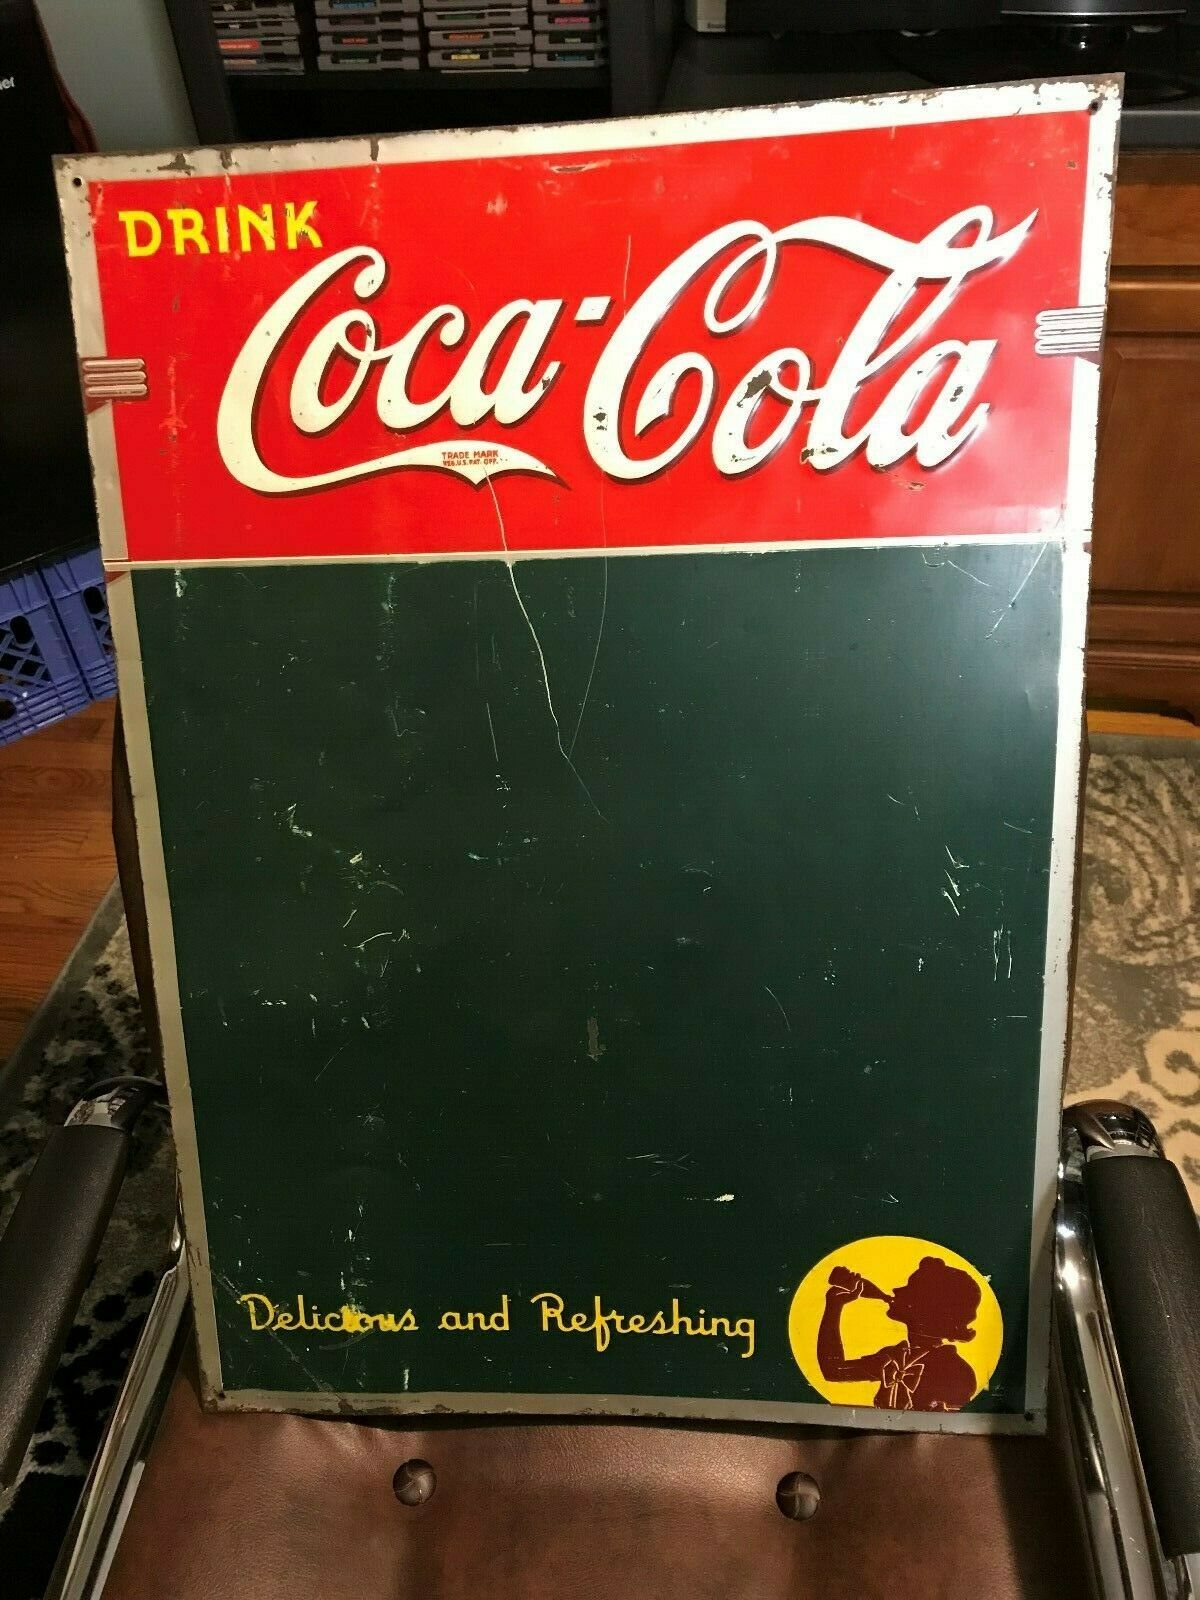 DRINK
Coca-Cola
TRADE MARK
REG. U.S. PAT. OFF.
Delicious and Refreshing